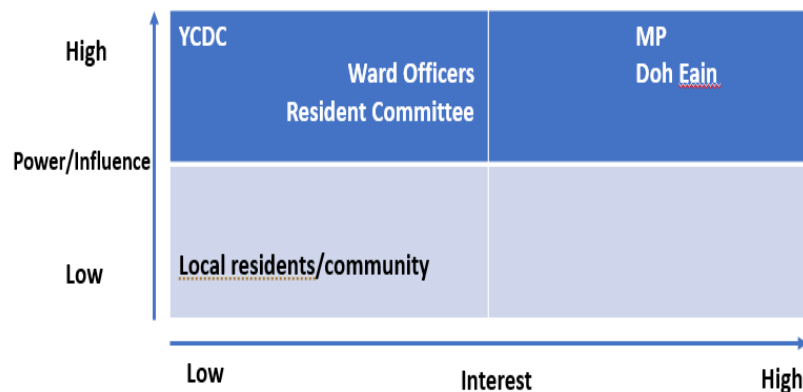 High
YCDC
MP
Ward Officers
Doh Eain
Resident Committee
Power/Influence
Low
Local residents/community
Low
Interest
High